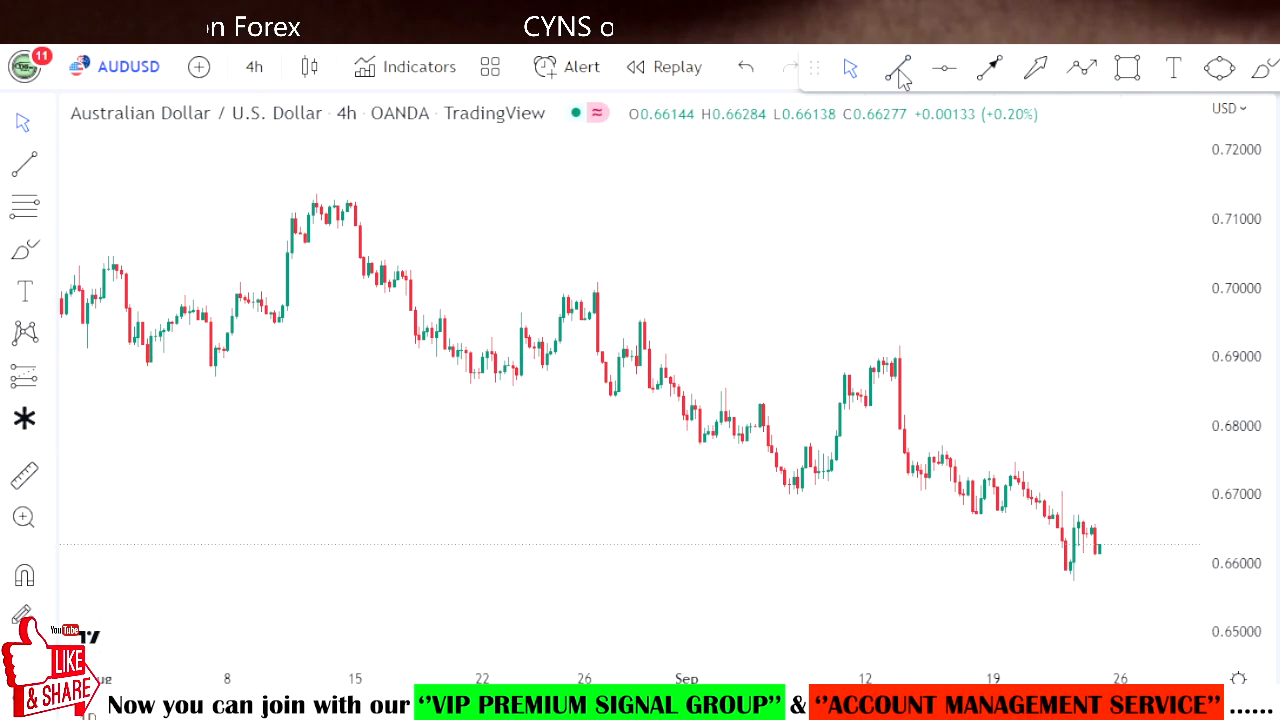 n Forex CYNS o
11
AUDUSD 4h Indicators Alert Replay
Australian Dollar / U.S. Dollar · 4h · OANDA · TradingView O0.66144 H0.66284 L0.66138 C0.66277 +0.00133 (+0.20%)
USD
0.72000
0.71000
0.70000
0.69000
0.68000
0.67000
0.66000
0.65000
ug 8 15 22 26 Sep 12 19 26
YouTube
LIKE
& SHARE
Now you can join with our ‘’VIP PREMIUM SIGNAL GROUP’’ & ‘’ACCOUNT MANAGEMENT SERVICE’’ ......